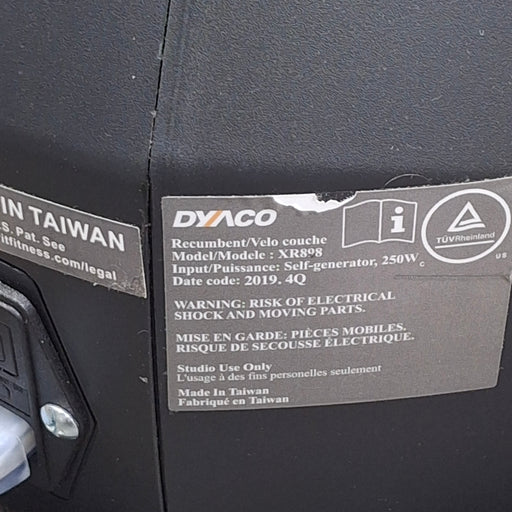 IN TAIWAN
.S. Pat. See
itfitness.com/legal
DYACO
Recumbent/Velo couche
Model/Modele : XR898
Input/Puissance: Self-generator, 250W
Date code: 2019. 4Q
i
TÜVRheinland
C US
WARNING: RISK OF ELECTRICAL
SHOCK AND MOVING PARTS.
MISE EN GARDE: PIÈCES MOBILES.
RISQUE DE SECOUSSE ÉLECTRIQUE.
Studio Use Only
L'usage à des fins personelles seulement
Made In Taiwan
Fabriqué en Taiwan